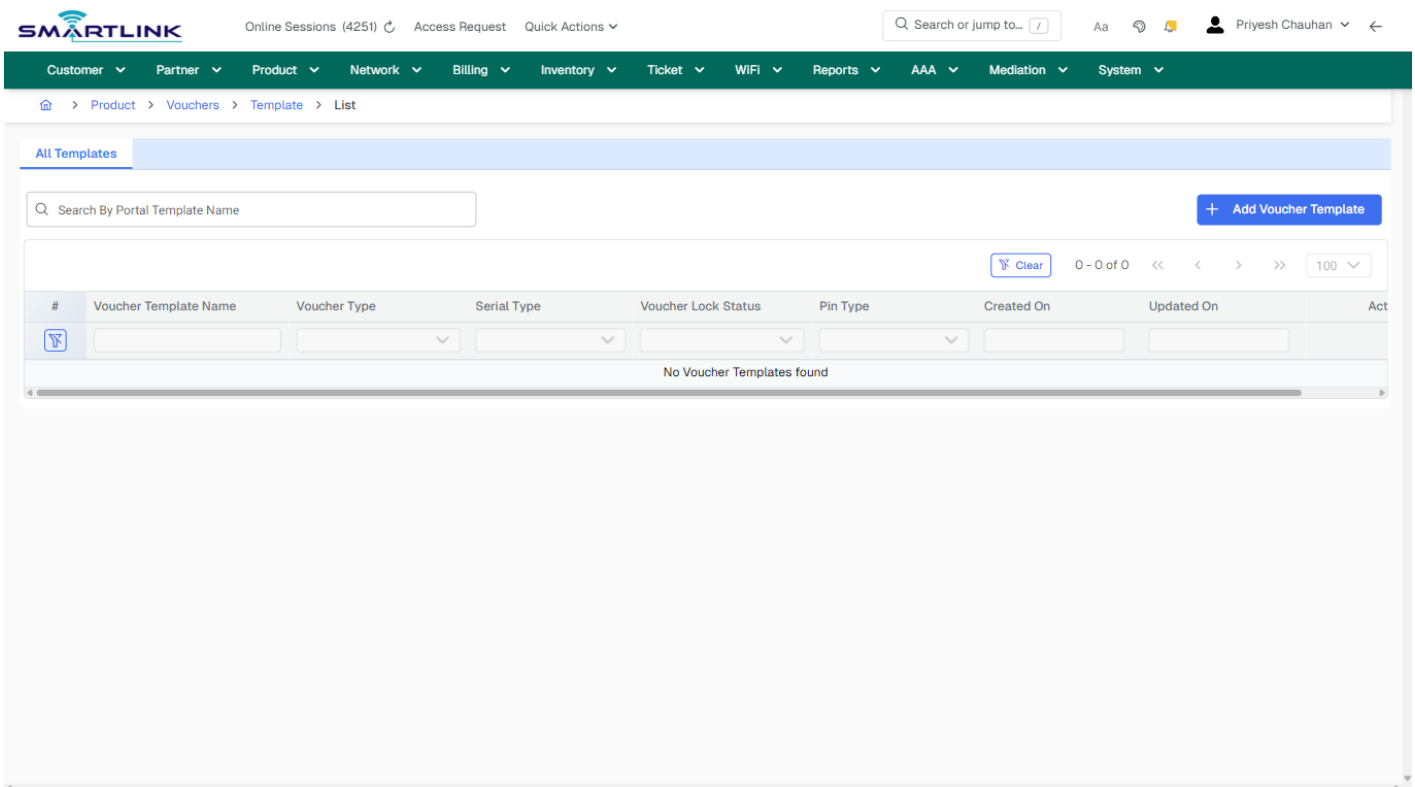 SMARTLINK Online Sessions (4251) Access Request Quick Actions Search or jump to... / Aa Priyesh Chauhan
Customer Partner Product Network Billing Inventory Ticket WiFi Reports AAA Mediation System
> Product > Vouchers > Template > List
All Templates
Search By Portal Template Name + Add Voucher Template
Clear 0 - 0 of 0 << < > >> 100
# Voucher Template Name Voucher Type Serial Type Voucher Lock Status Pin Type Created On Updated On Act
No Voucher Templates found